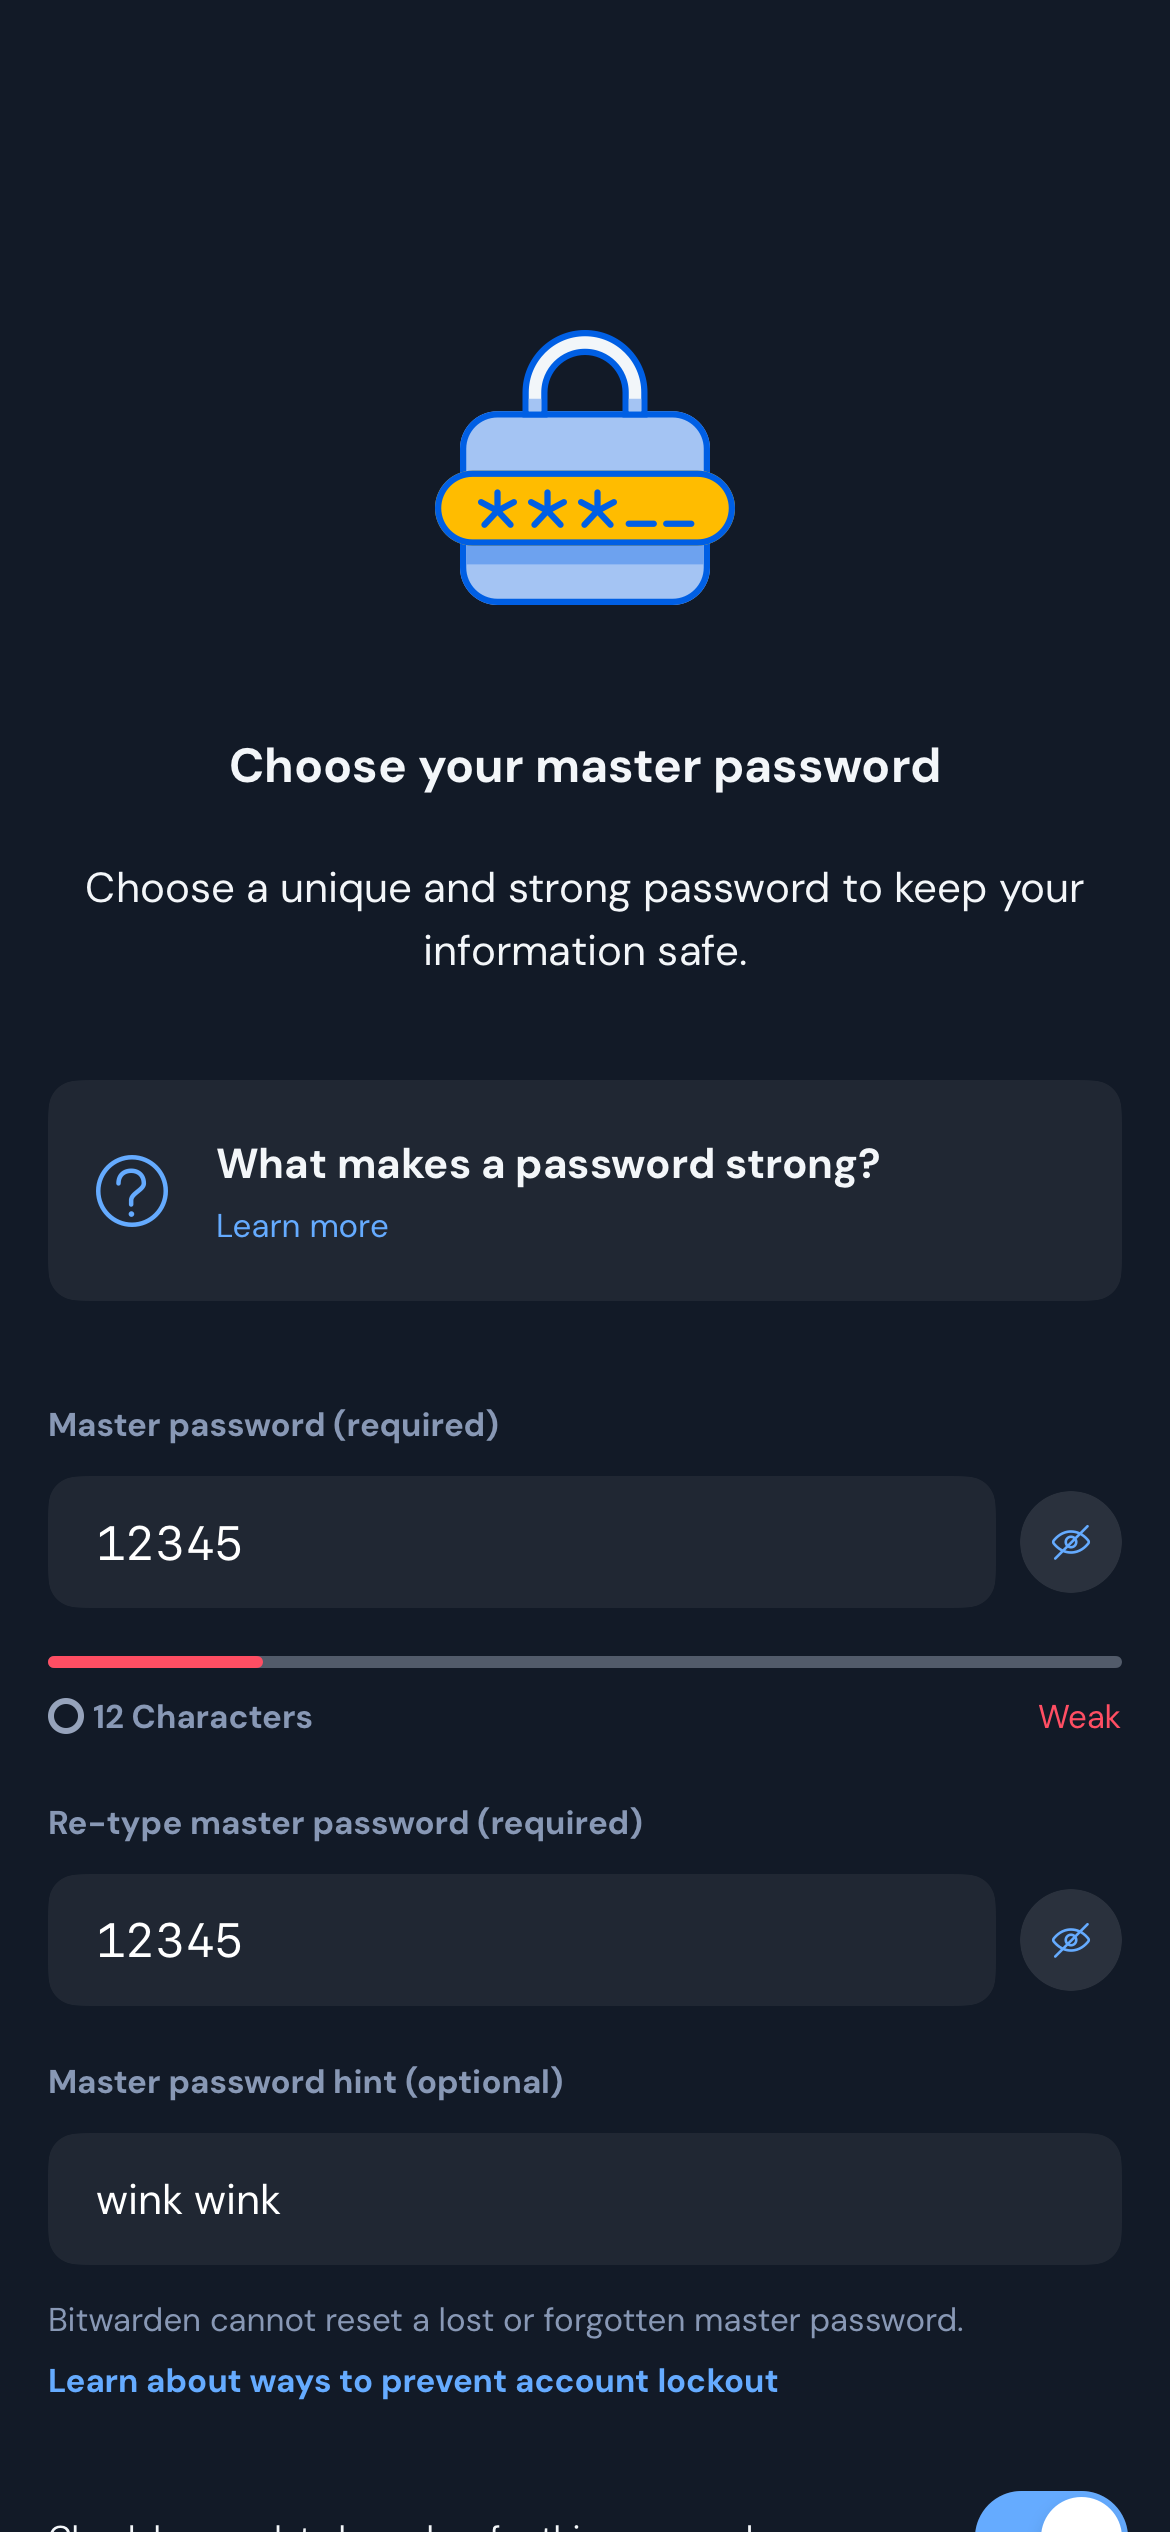 ***__
Choose your master password
Choose a unique and strong password to keep your
information safe.
What makes a password strong?
Learn more
Master password (required)
12345
12 Characters
Weak
Re-type master password (required)
12345
Master password hint (optional)
wink wink
Bitwarden cannot reset a lost or forgotten master password.
Learn about ways to prevent account lockout